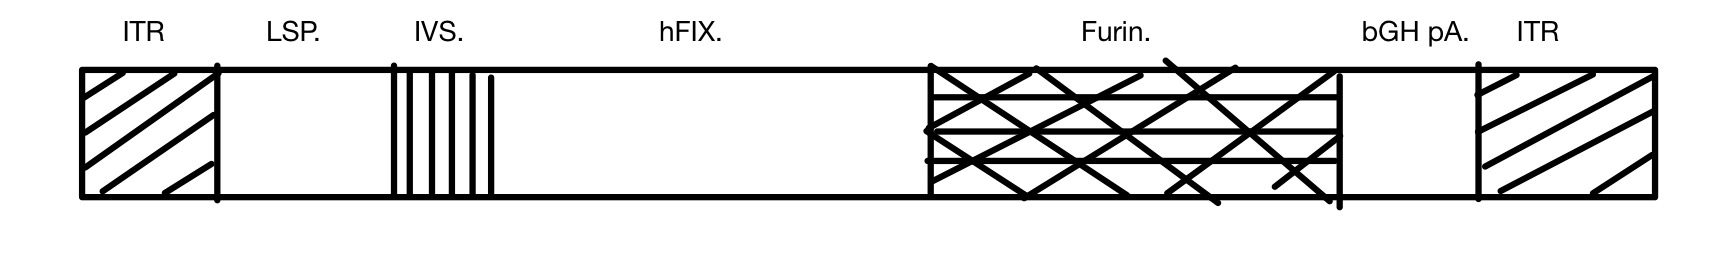 ITR LSP. IVS. hFIX. Furin. bGH pA. ITR